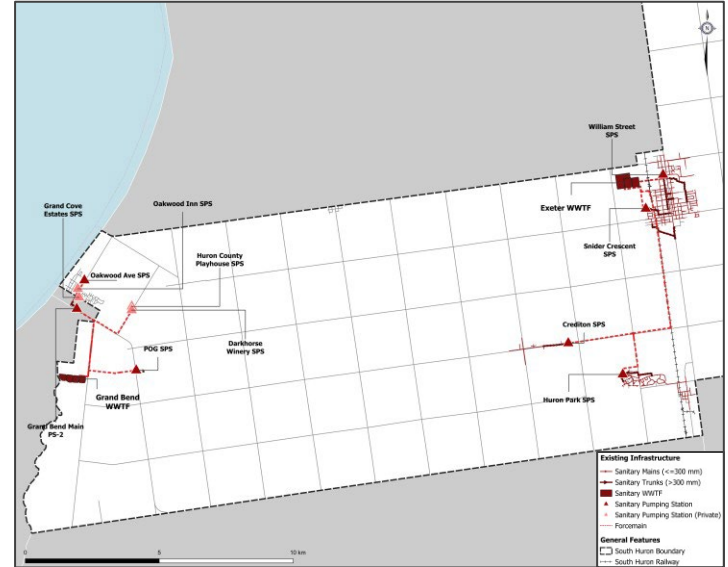 N
William Street
SPS
Exeter WWTF
Snider Crescent
SPS
Grand Cove
Estates SPS
Oakwood Inn SPS
Huron County
Playhouse SPS
Oakwood Ave SPS
Darkhorse
Winery SPS
POG SPS
Grand Bend
WWTF
Grand Bend Main
PS-2
Crediton SPS
Huron Park SPS
Existing Infrastructure
Sanitary Mains (<=300 mm)
Sanitary Trunks (>300 mm)
Sanitary WWTF
Sanitary Pumping Station
Sanitary Pumping Station (Private)
Forcemain
General Features
South Huron Boundary
South Huron Railway
0 5 10 km